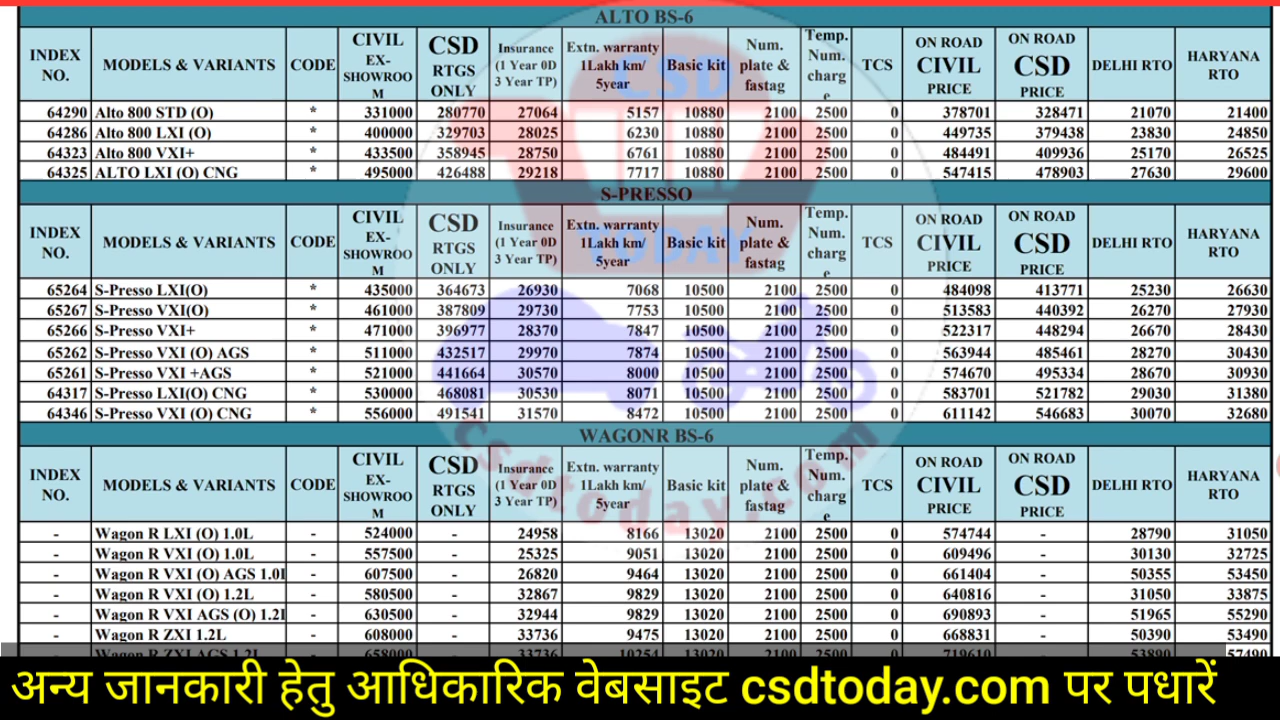 ALTO BS-6
INDEX NO. MODELS & VARIANTS CODE CIVIL EX-SHOWROOM CSD RTGS ONLY Insurance (1 Year 0D 3 Year TP) Extn. warranty 1Lakh km/ 5year Basic kit Num. plate & fastag Temp. Num. charge TCS ON ROAD CIVIL PRICE ON ROAD CSD PRICE DELHI RTO HARYANA RTO
64290 Alto 800 STD (O) * 331000 280770 27064 5157 10880 2100 2500 0 378701 328471 21070 21400
64286 Alto 800 LXI (O) * 400000 329703 28025 6230 10880 2100 2500 0 449735 379438 23830 24850
64323 Alto 800 VXI+ * 433500 358945 28750 6761 10880 2100 2500 0 484491 409936 25170 26525
64325 ALTO LXI (O) CNG * 495000 426488 29218 7717 10880 2100 2500 0 547415 478903 27630 29600
S-PRESSO
INDEX NO. MODELS & VARIANTS CODE CIVIL EX-SHOWROOM CSD RTGS ONLY Insurance (1 Year 0D 3 Year TP) Extn. warranty 1Lakh km/ 5year Basic kit Num. plate & fastag Temp. Num. charge TCS ON ROAD CIVIL PRICE ON ROAD CSD PRICE DELHI RTO HARYANA RTO
65264 S-Presso LXI(O) * 435000 364673 26930 7068 10500 2100 2500 0 484098 413771 25230 26630
65267 S-Presso VXI(O) * 461000 387809 29730 7753 10500 2100 2500 0 513583 440392 26270 27930
65266 S-Presso VXI+ * 471000 396977 28370 7847 10500 2100 2500 0 522317 448294 26670 28430
65262 S-Presso VXI (O) AGS * 511000 432517 29970 7874 10500 2100 2500 0 563944 485461 28270 30430
65261 S-Presso VXI +AGS * 521000 441664 30570 8000 10500 2100 2500 0 574670 495334 28670 30930
64317 S-Presso LXI(O) CNG * 530000 468081 30530 8071 10500 2100 2500 0 583701 521782 29030 31380
64346 S-Presso VXI (O) CNG * 556000 491541 31570 8472 10500 2100 2500 0 611142 546683 30070 32680
WAGONR BS-6
INDEX NO. MODELS & VARIANTS CODE CIVIL EX-SHOWROOM CSD RTGS ONLY Insurance (1 Year 0D 3 Year TP) Extn. warranty 1Lakh km/ 5year Basic kit Num. plate & fastag Temp. Num. charge TCS ON ROAD CIVIL PRICE ON ROAD CSD PRICE DELHI RTO HARYANA RTO
- Wagon R LXI (O) 1.0L - 524000 - 24958 8166 13020 2100 2500 0 574744 - 28790 31050
- Wagon R VXI (O) 1.0L - 557500 - 25325 9051 13020 2100 2500 0 609496 - 30130 32725
- Wagon R VXI (O) AGS 1.0l - 607500 - 26820 9464 13020 2100 2500 0 661404 - 50355 53450
- Wagon R VXI (O) 1.2L - 580500 - 32867 9829 13020 2100 2500 0 640816 - 31050 33875
- Wagon R VXI AGS (O) 1.2l - 630500 - 32944 9829 13020 2100 2500 0 690893 - 51965 55290
- Wagon R ZXI 1.2L - 608000 - 33736 9475 13020 2100 2500 0 668831 - 50390 53490
Wagon R ZXI AGS 1.2L 658000 33736 10254 13020 2100 2500 0 719610 53890 57490
CSD TODAY
csdtoday.com
अन्य जानकारी हेतु आधिकारिक वेबसाइट csdtoday.com पर पधारें